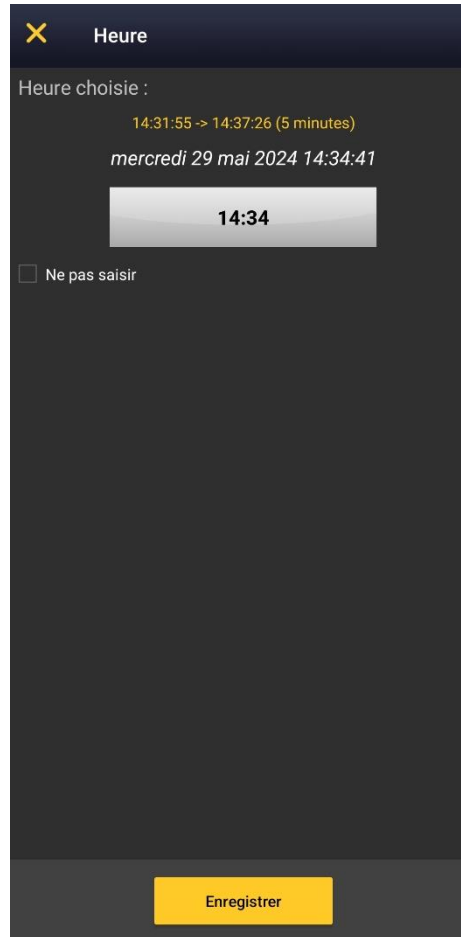 Heure
Heure choisie :
14:31:55 -> 14:37:26 (5 minutes)
mercredi 29 mai 2024 14:34:41
14:34
Ne pas saisir
Enregistrer